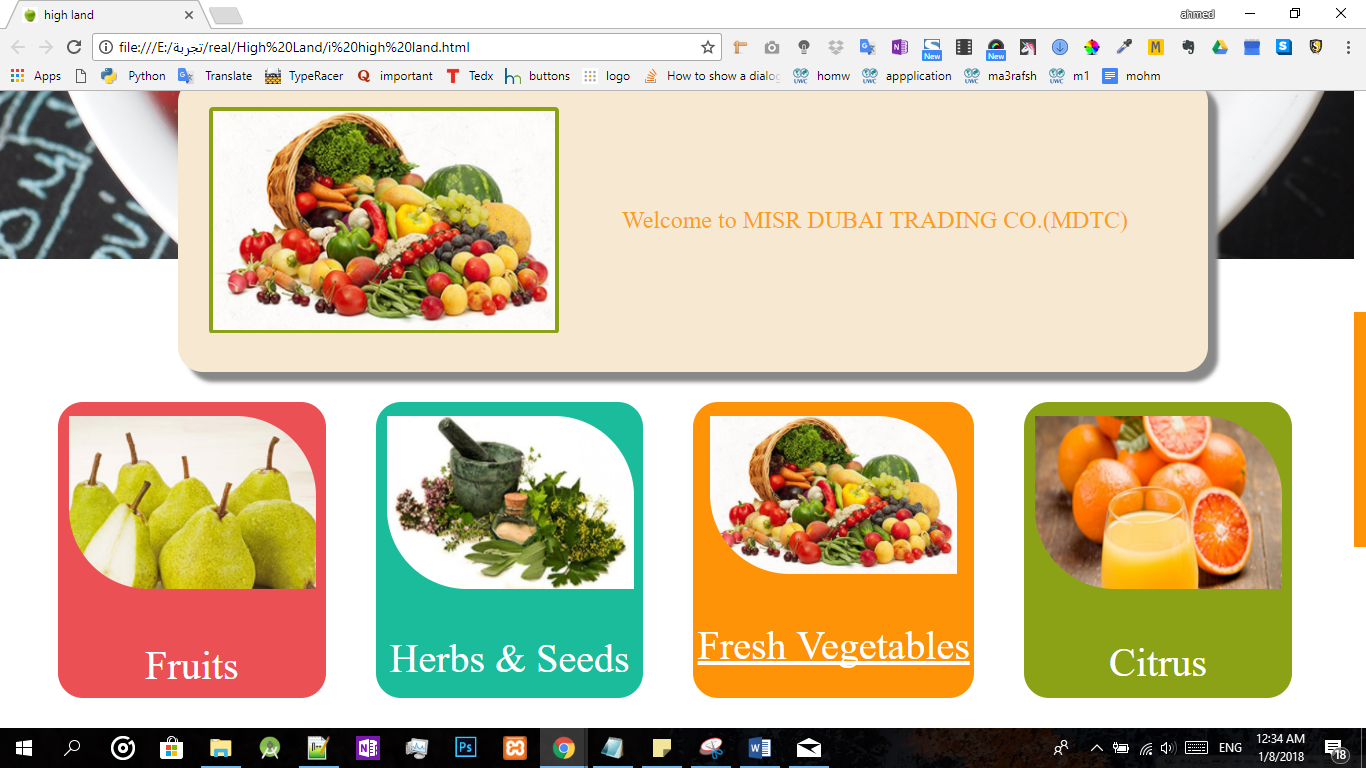 high land
ahmed
file:///E:/تجربة/real/High%20Land/i%20high%20land.html
New
New
Apps
Python
Translate
TypeRacer
important
Tedx
buttons
logo
How to show a dialog
homw
appplication
ma3rafsh
m1
mohm
Welcome to MISR DUBAI TRADING CO.(MDTC)
Fruits
Herbs & Seeds
Fresh Vegetables
Citrus
ENG
12:34 AM
1/8/2018
18